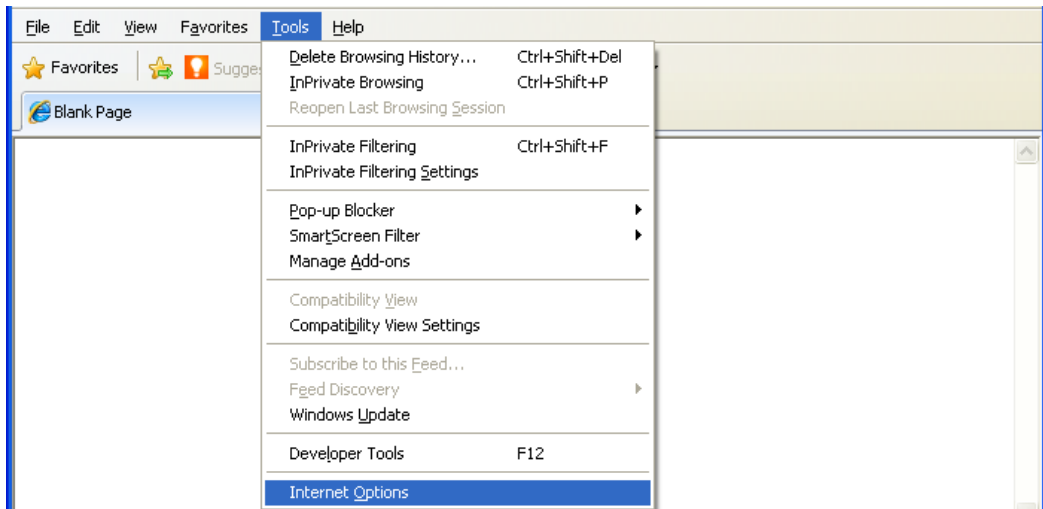 File Edit View Favorites Tools Help
Favorites Sugge
Blank Page
Delete Browsing History... Ctrl+Shift+Del
InPrivate Browsing Ctrl+Shift+P
Reopen Last Browsing Session
InPrivate Filtering Ctrl+Shift+F
InPrivate Filtering Settings
Pop-up Blocker
SmartScreen Filter
Manage Add-ons
Compatibility View
Compatibility View Settings
Subscribe to this Feed...
Feed Discovery
Windows Update
Developer Tools F12
Internet Options